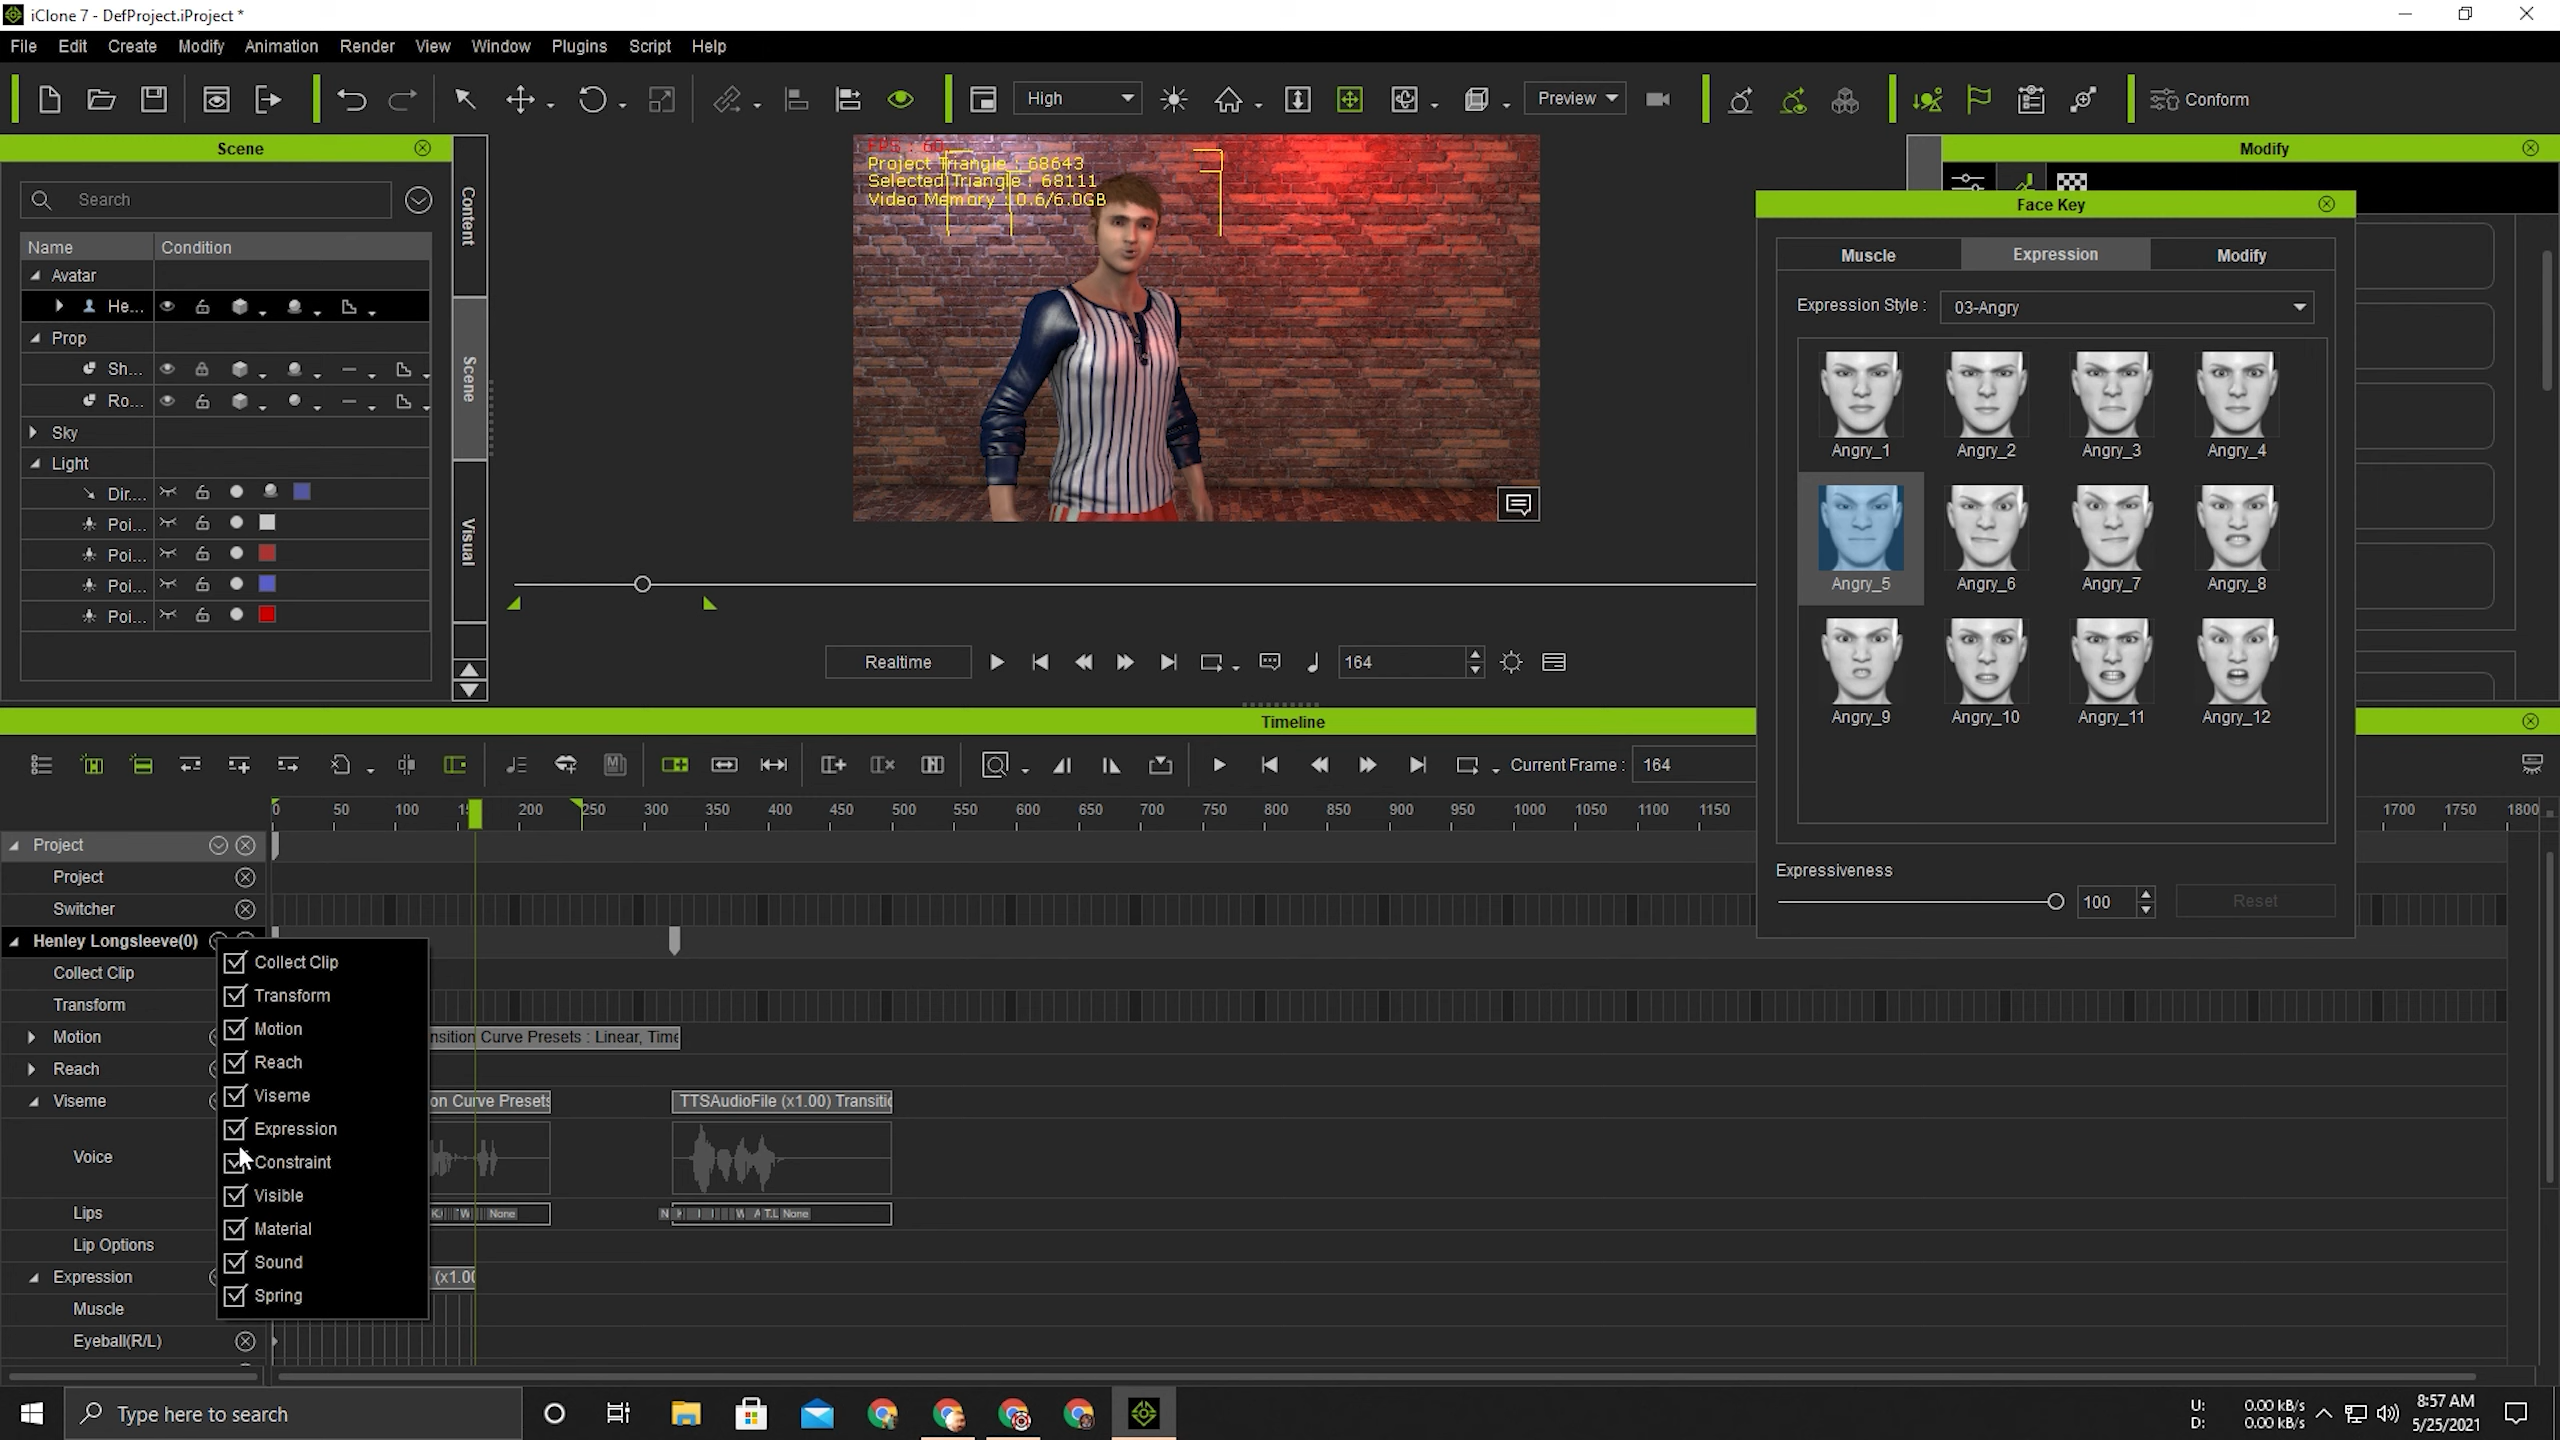 iClone 7 - DefProject.iProject *
File Edit Create Modify Animation Render View Window Plugins Script Help
High
Preview
Conform
Scene
Search
Name Condition
Avatar
He...
Prop
Sh...
Ro...
Sky
Light
Dir....
Poi...
Poi...
Poi...
Poi...
Content
Scene
Visual
FPS : 60
Project Triangle : 68643
Selected Triangle : 68111
Video Memory : 0.6/6.0GB
Realtime
164
Modify
Face Key
Muscle Expression Modify
Expression Style : 03-Angry
Angry_1 Angry_2 Angry_3 Angry_4
Angry_5 Angry_6 Angry_7 Angry_8
Angry_9 Angry_10 Angry_11 Angry_12
Expressiveness
100 Reset
Timeline
Current Frame : 164
0 50 100 200 250 300 350 400 450 500 550 600 650 700 750 800 850 900 950 1000 1050 1100 1150 1700 1750 1800
Project
Project
Switcher
Henley Longsleeve(0)
Collect Clip
Transform
Motion
Reach
Viseme
Voice
Lips
Lip Options
Expression
Muscle
Eyeball(R/L)
Collect Clip
Transform
Motion
Reach
Viseme
Expression
Constraint
Visible
Material
Sound
Spring
nsition Curve Presets : Linear, Time
on Curve Presets
TTSAudioFile (x1.00) Transitic
None
None
(x1.00
Type here to search
U: 0.00 kB/s
D: 0.00 kB/s
8:57 AM
5/25/2021